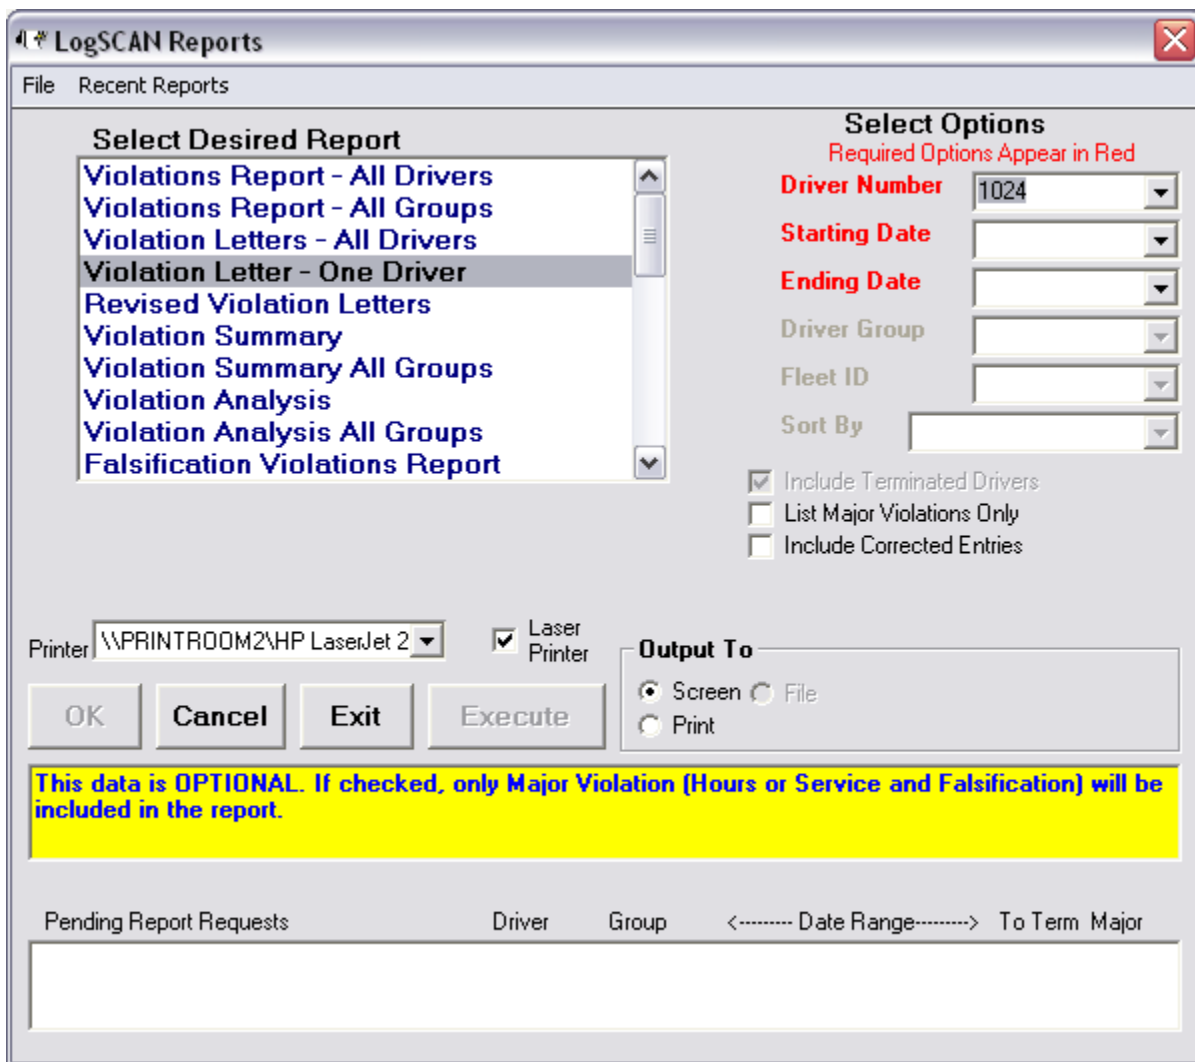 LogSCAN Reports
File Recent Reports
Select Desired Report
Violations Report - All Drivers
Violations Report - All Groups
Violation Letters - All Drivers
Violation Letter - One Driver
Revised Violation Letters
Violation Summary
Violation Summary All Groups
Violation Analysis
Violation Analysis All Groups
Falsification Violations Report
Select Options
Required Options Appear in Red
Driver Number 1024
Starting Date
Ending Date
Driver Group
Fleet ID
Sort By
Include Terminated Drivers
List Major Violations Only
Include Corrected Entries
Printer \\PRINTROOM2\HP LaserJet 2
Laser
Printer
Output To
Screen File
Print
OK Cancel Exit Execute
This data is OPTIONAL. If checked, only Major Violation (Hours or Service and Falsification) will be
included in the report.
Pending Report Requests Driver Group <--------- Date Range---------> To Term Major